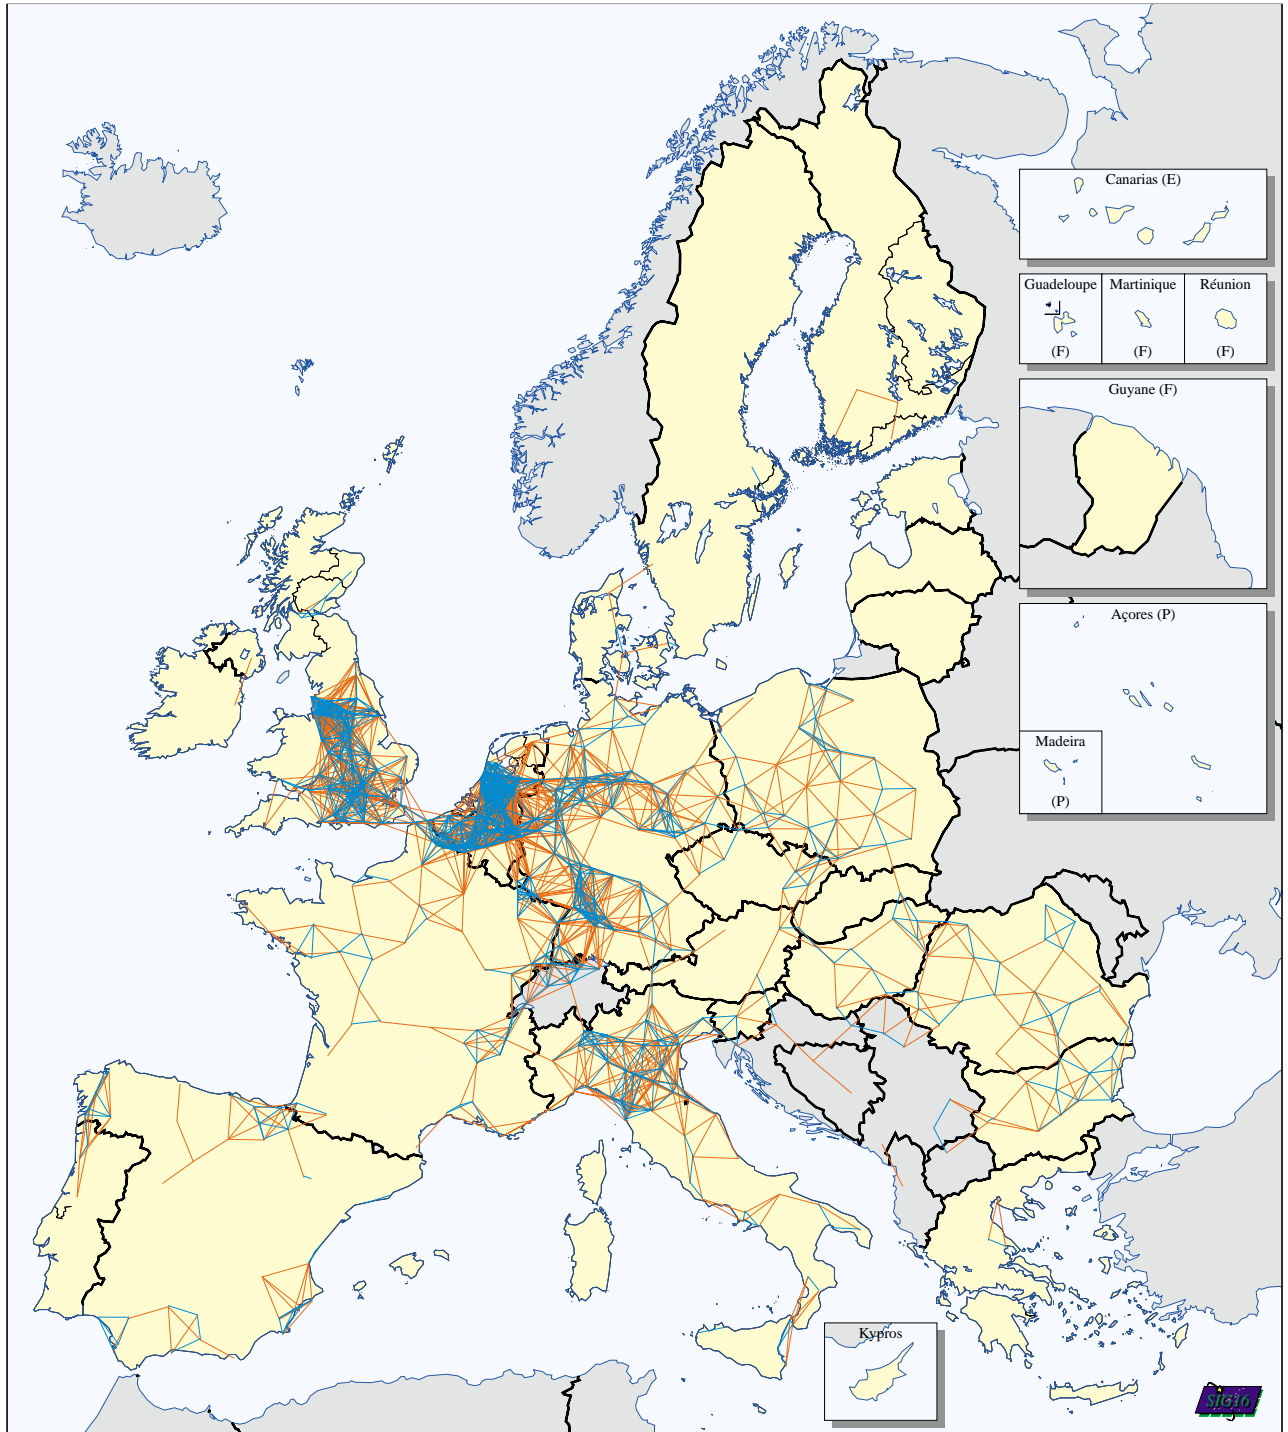 Canarias (E)
Guadeloupe
Martinique
Réunion
(F)
(F)
(F)
Guyane (F)
Açores (P)
Madeira
(P)
Kypros
SIG16